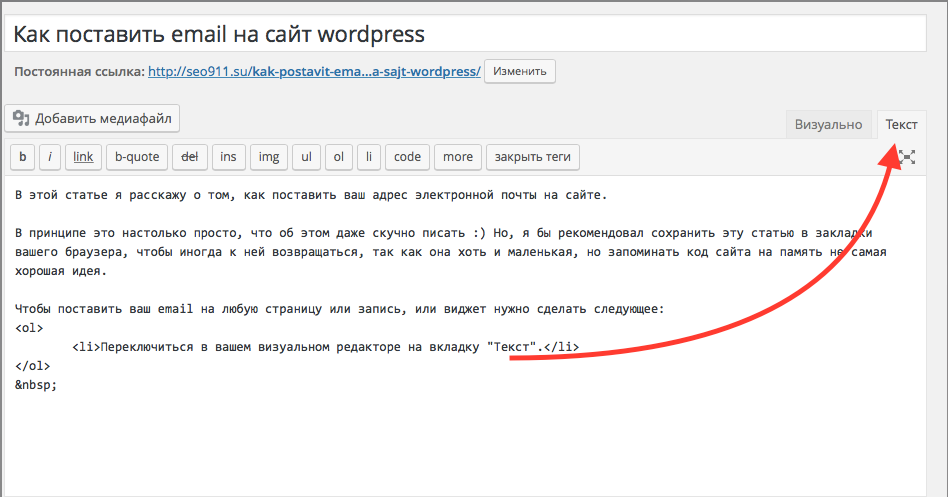 Как поставить email на сайт wordpress
Постоянная ссылка: http://seo911.su/kak-postavit-ema...a-sajt-wordpress/ Изменить
Добавить медиафайл
Визуально Текст
b i link b-quote del ins img ul ol li code more закрыть теги
В этой статье я расскажу о том, как поставить ваш адрес электронной почты на сайте.
В принципе это настолько просто, что об этом даже скучно писать :) Но, я бы рекомендовал сохранить эту статью в закладки
вашего браузера, чтобы иногда к ней возвращаться, так как она хоть и маленькая, но запоминать код сайта на память не самая
хорошая идея.
Чтобы поставить ваш email на любую страницу или запись, или виджет нужно сделать следующее:
<ol>
<li>Переключиться в вашем визуальном редакторе на вкладку "Текст".</li>
</ol>
&nbsp;